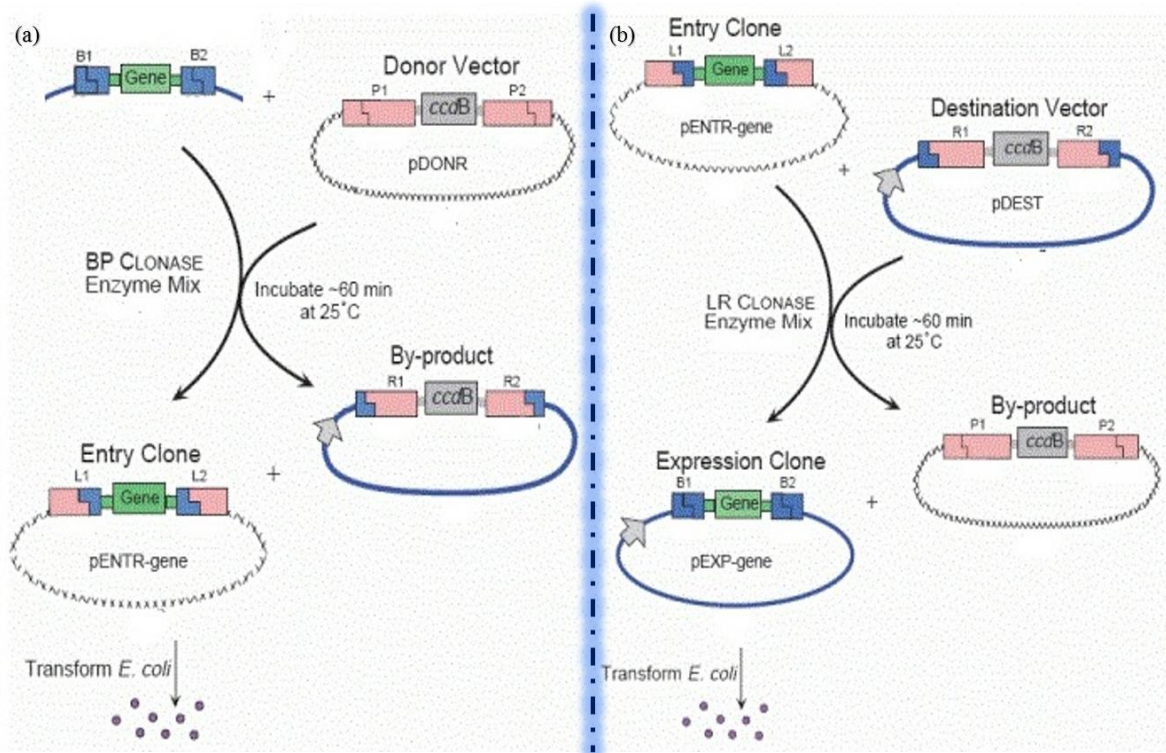 (a)
B1
Gene
B2
+
Donor Vector
P1
ccdB
P2
pDONR
BP CLONASE
Enzyme Mix
Incubate ~60 min
at 25˚C
By-product
R1
ccdB
R2
Entry Clone
+
L1
Gene
L2
pENTR-gene
Transform E. coli
(b)
Entry Clone
L1
Gene
L2
pENTR-gene
+
Destination Vector
R1
ccdB
R2
pDEST
LR CLONASE
Enzyme Mix
Incubate ~60 min
at 25˚C
By-product
P1
ccdB
P2
Expression Clone
B1
Gene
B2
+
pEXP-gene
Transform E. coli